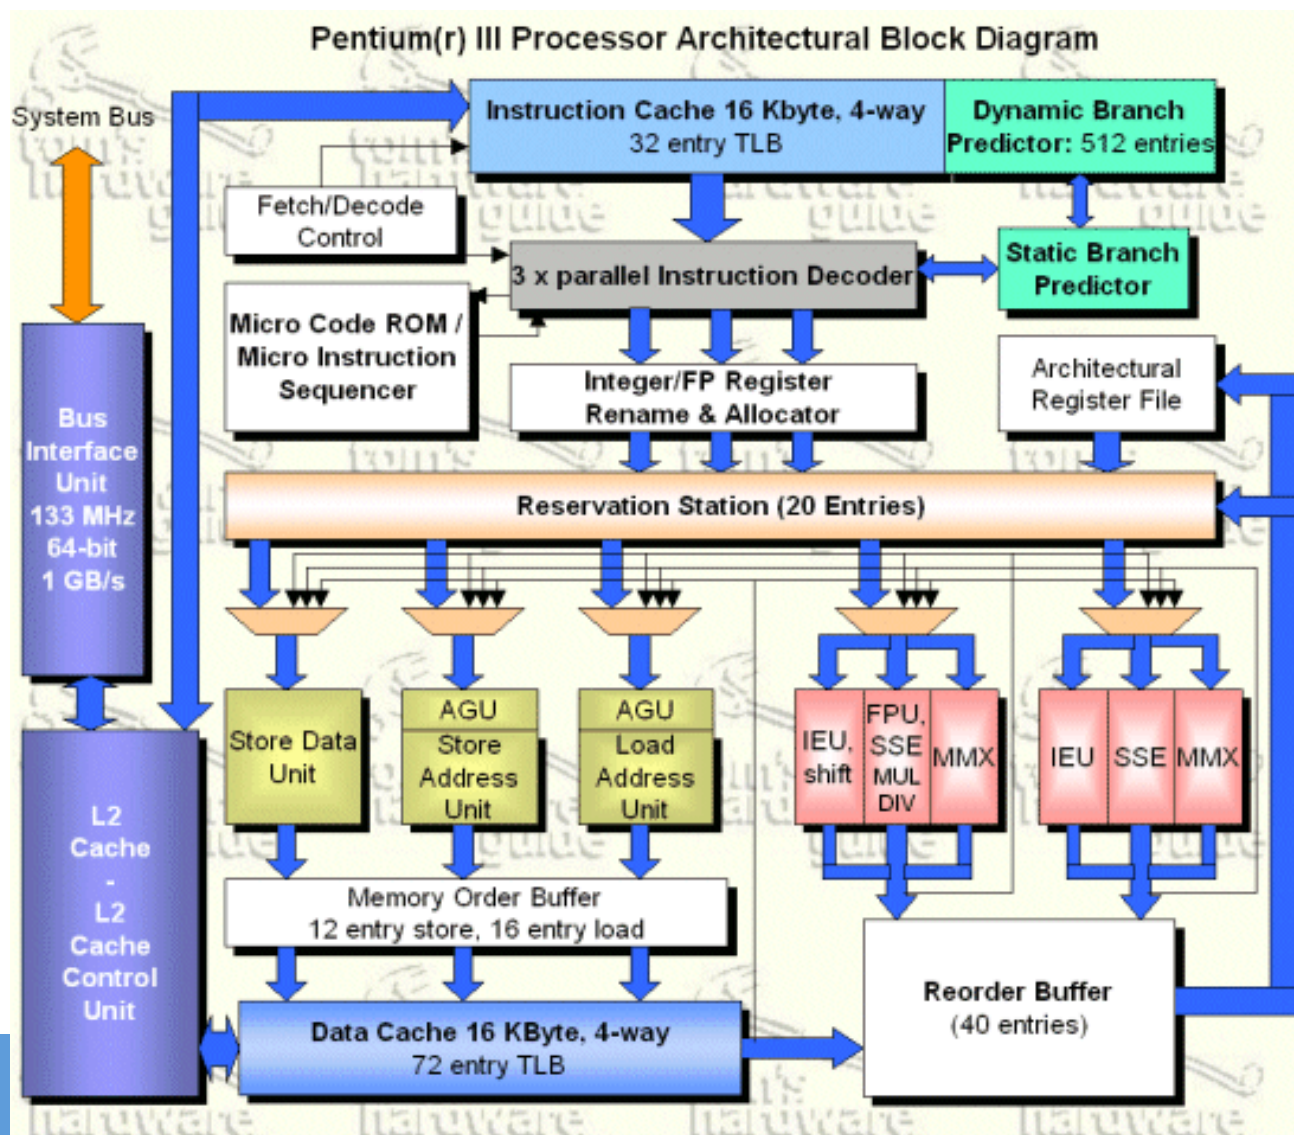 Pentium(r) III Processor Architectural Block Diagram
System Bus
Instruction Cache 16 Kbyte, 4-way
32 entry TLB
Dynamic Branch
Predictor: 512 entries
Fetch/Decode
Control
3 x parallel Instruction Decoder
Static Branch
Predictor
Micro Code ROM /
Micro Instruction
Sequencer
Integer/FP Register
Rename & Allocator
Architectural
Register File
Bus
Interface
Unit
133 MHz
64-bit
1 GB/s
Reservation Station (20 Entries)
Store Data
Unit
AGU
Store
Address
Unit
AGU
Load
Address
Unit
IEU,
shift
FPU,
SSE
MUL
DIV
MMX
IEU
SSE
MMX
L2
Cache
-
L2
Cache
Control
Unit
Memory Order Buffer
12 entry store, 16 entry load
Data Cache 16 KByte, 4-way
72 entry TLB
Reorder Buffer
(40 entries)
tom's
hardware
guide